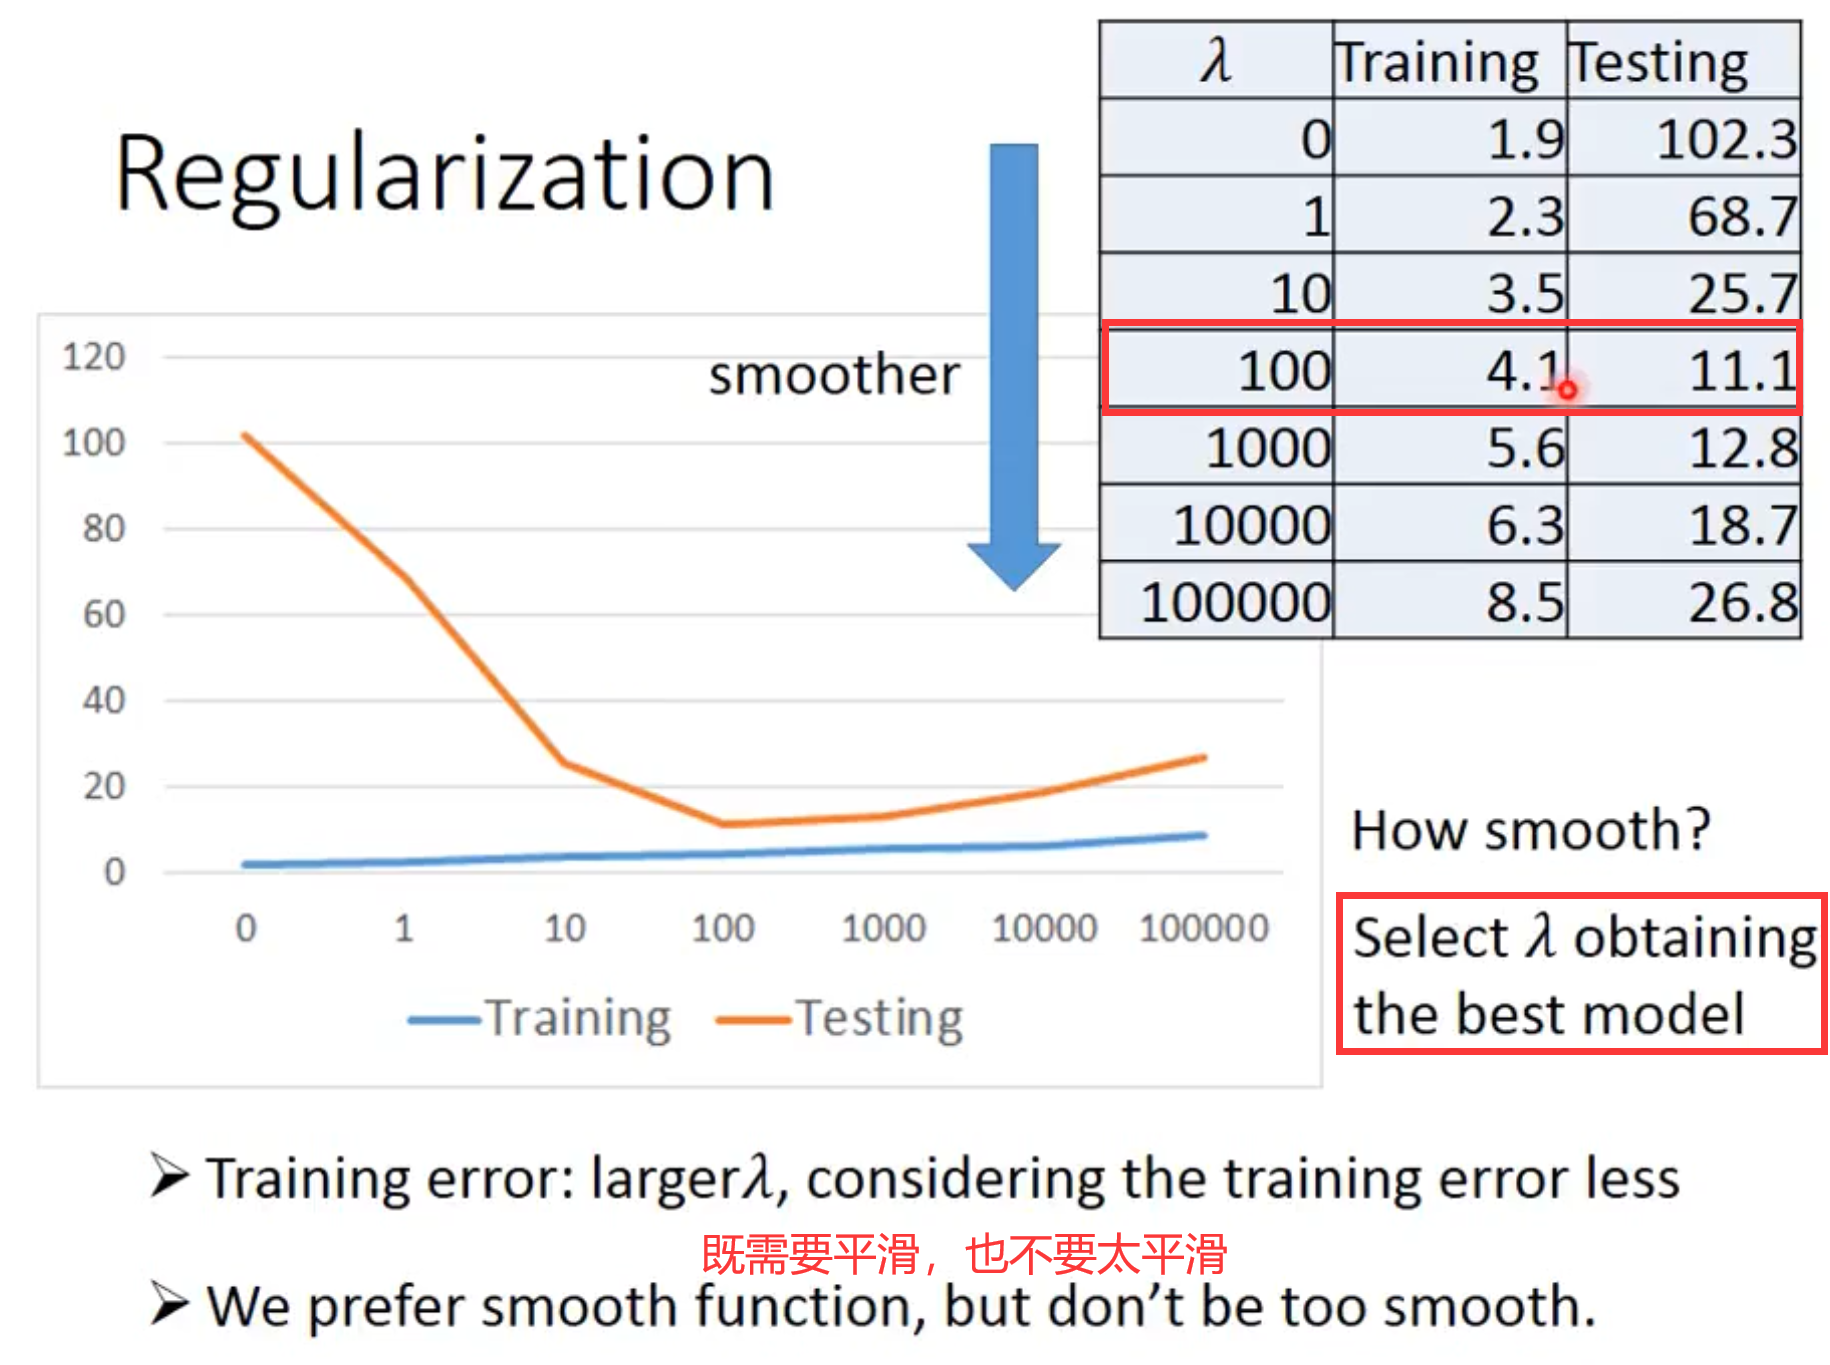 Regularization
λ Training Testing
0 1.9 102.3
1 2.3 68.7
10 3.5 25.7
100 4.1 11.1
1000 5.6 12.8
10000 6.3 18.7
100000 8.5 26.8
smoother
120
100
80
60
40
20
0
0 1 10 100 1000 10000 100000
Training Testing
How smooth?
Select λ obtaining
the best model
➢ Training error: largerλ, considering the training error less
既需要平滑，也不要太平滑
➢ We prefer smooth function, but don’t be too smooth.